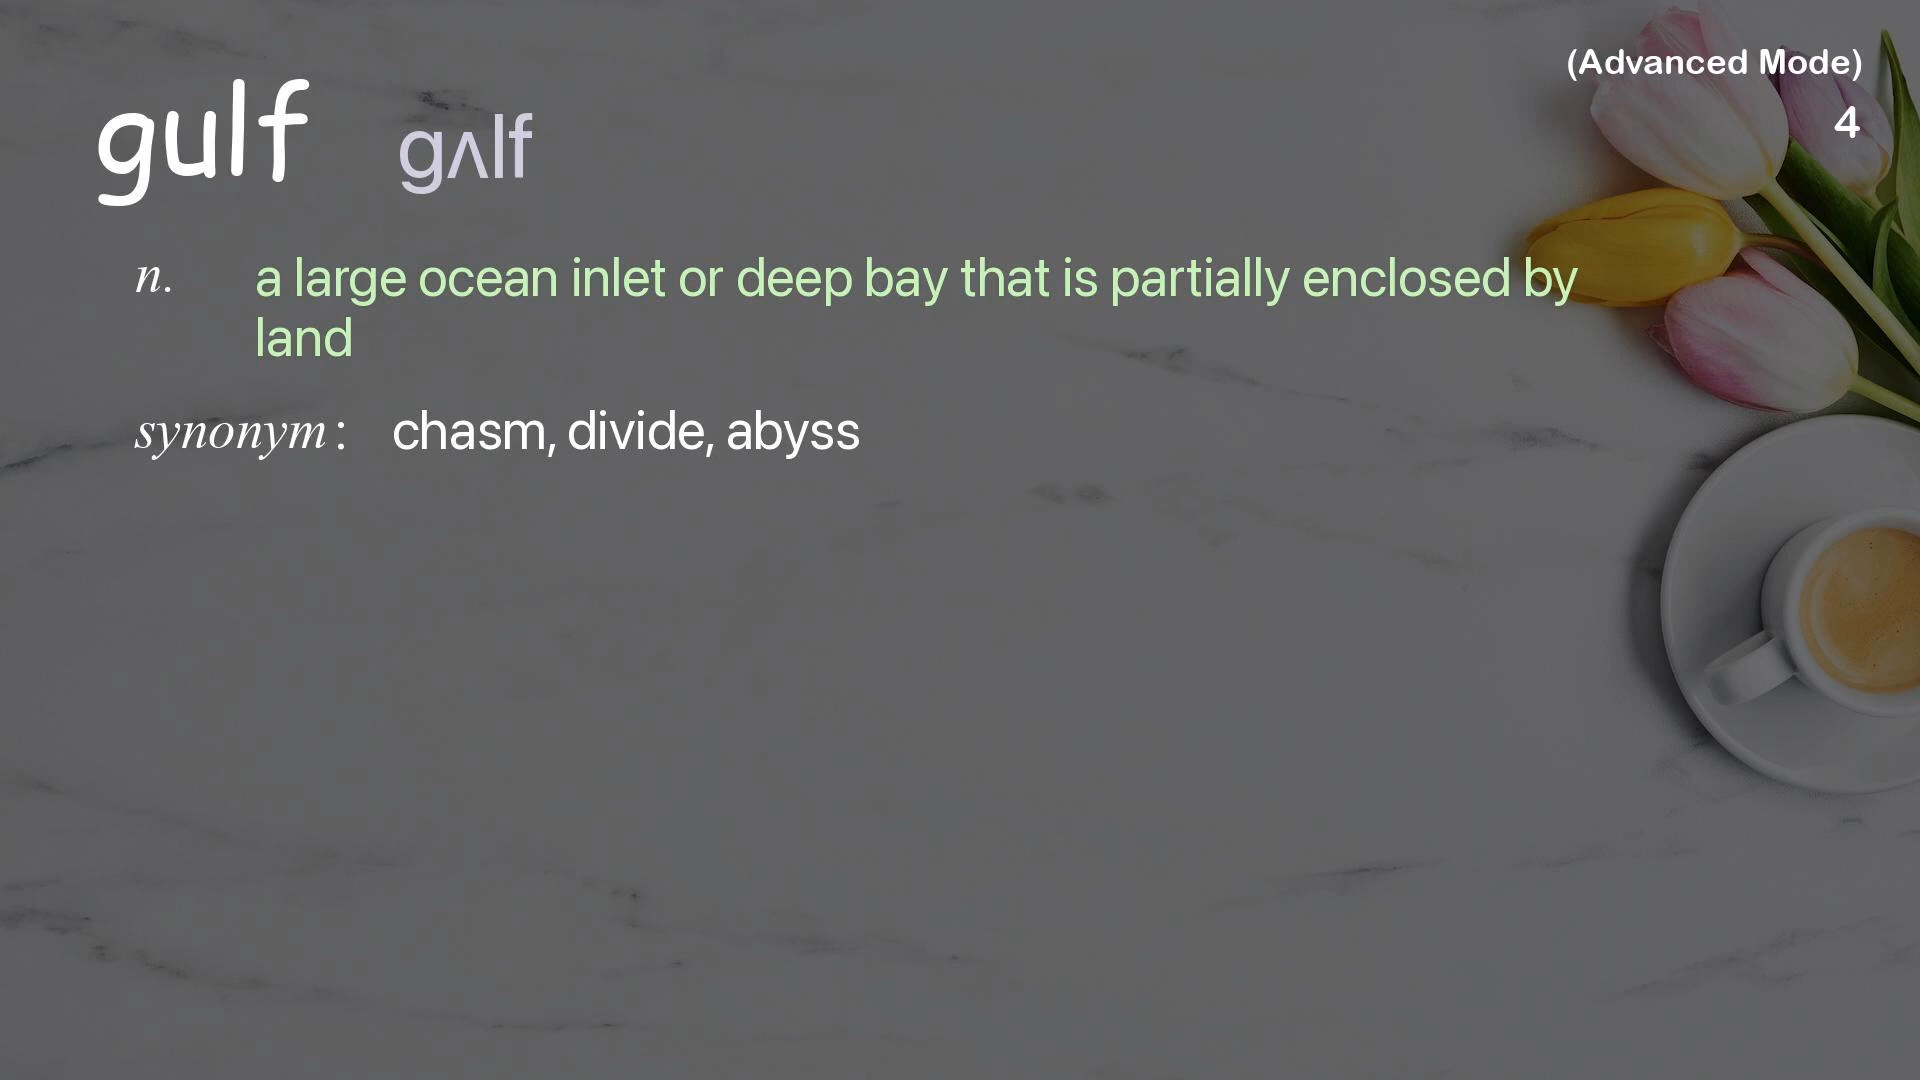 (Advanced Mode)
4
gulf gʌlf
n. a large ocean inlet or deep bay that is partially enclosed by
land
synonym: chasm, divide, abyss